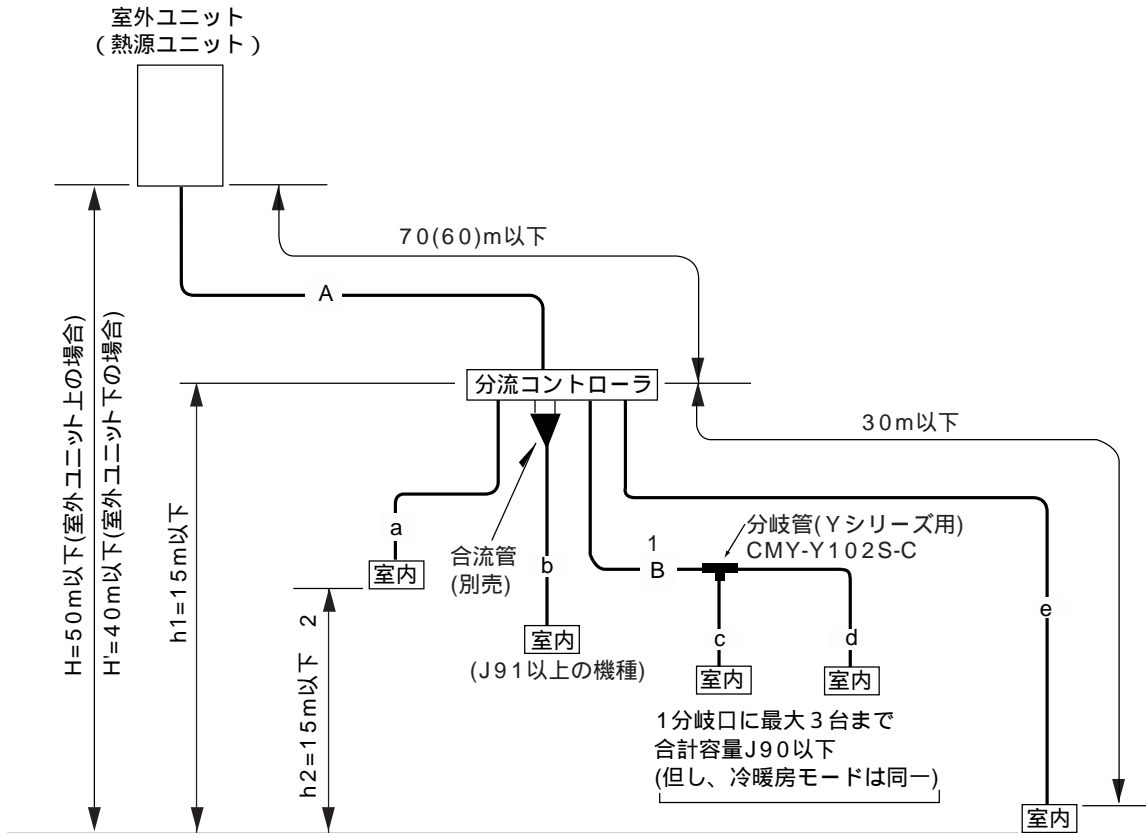 室外ユニット
(熱源ユニット)
70(60)m以下
A
H=50m以下(室外ユニット上の場合)
H'=40m以下(室外ユニット下の場合)
分流コントローラ
30m以下
h1=15m以下
a
合流管
(別売)
b
1
B
分岐管(Yシリーズ用)
CMY-Y102S-C
室内
h2=15m以下 2
c
d
e
室内
(J91以上の機種)
室内
室内
1分岐口に最大3台まで
合計容量J90以下
(但し、冷暖房モードは同一)
室内